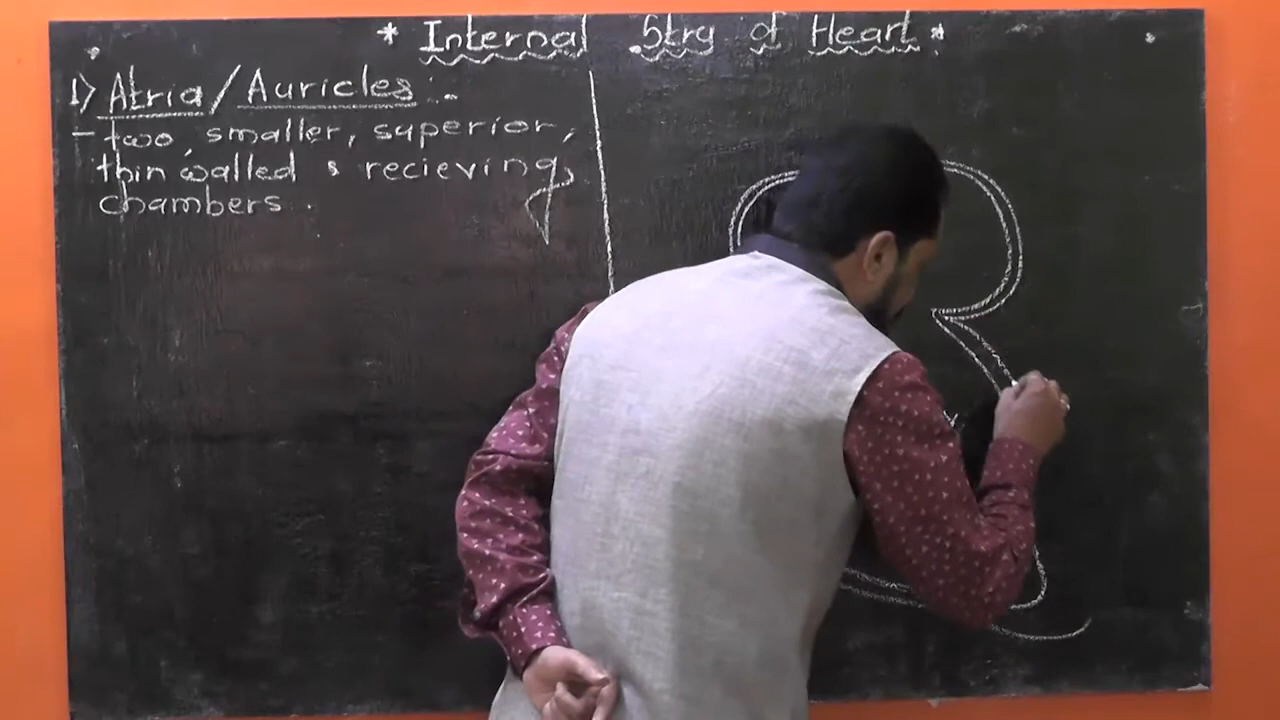 * Internal Stry of Heart *
1) Atria/Auricles :-
- two, smaller, superior,
thin walled & recieving,
chambers .